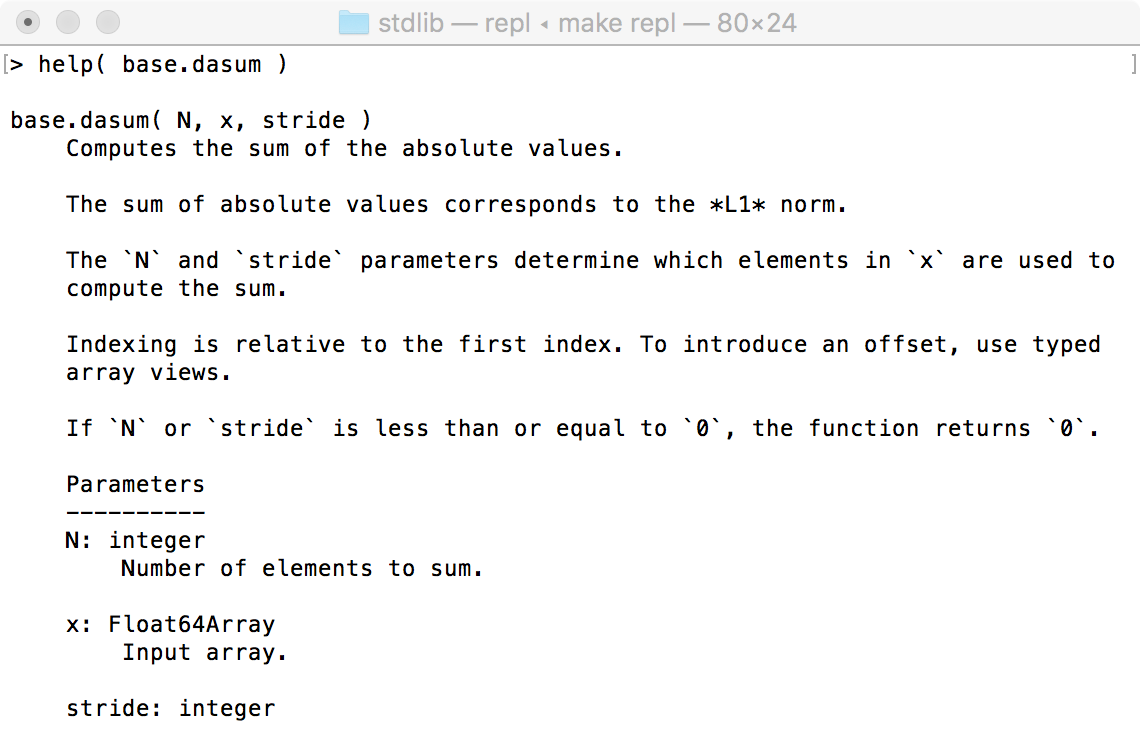 stdlib — repl ◂ make repl — 80×24
[> help( base.dasum ) ]
base.dasum( N, x, stride )
Computes the sum of the absolute values.
The sum of absolute values corresponds to the *L1* norm.
The `N` and `stride` parameters determine which elements in `x` are used to
compute the sum.
Indexing is relative to the first index. To introduce an offset, use typed
array views.
If `N` or `stride` is less than or equal to `0`, the function returns `0`.
Parameters
----------
N: integer
Number of elements to sum.
x: Float64Array
Input array.
stride: integer